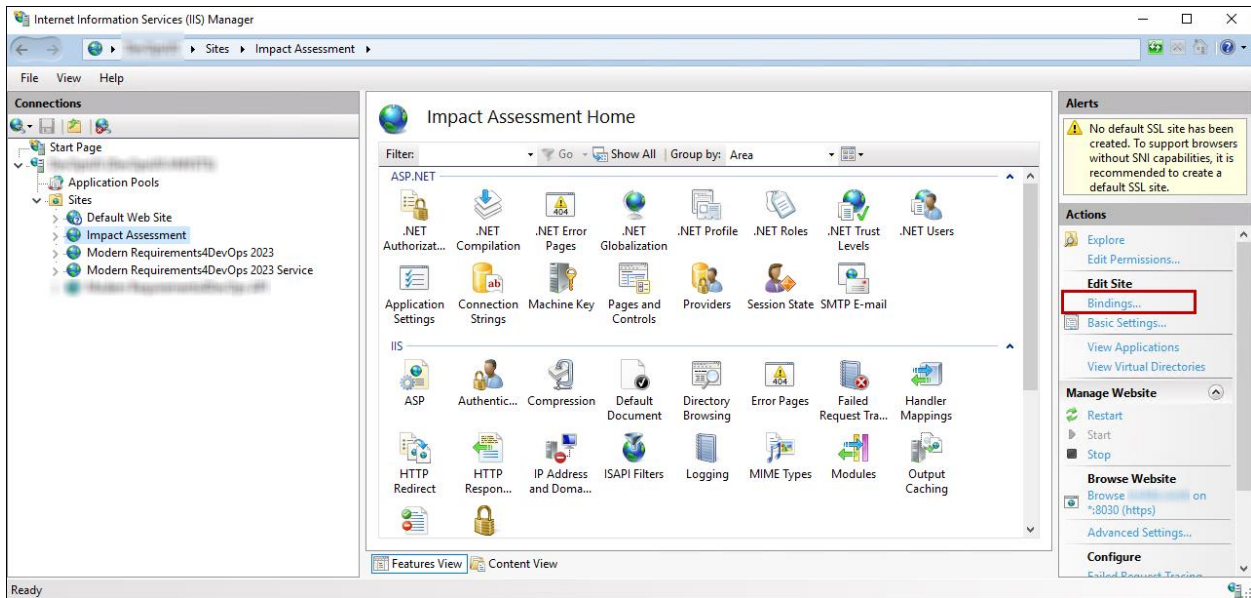 Internet Information Services (IIS) Manager
Sites Impact Assessment
File View Help
Connections
Start Page
Application Pools
Sites
Default Web Site
Impact Assessment
Modern Requirements4DevOps 2023
Modern Requirements4DevOps 2023 Service
Impact Assessment Home
Filter: Go Show All Group by: Area
ASP.NET
.NET Authorizat...
.NET Compilation
.NET Error Pages
.NET Globalization
.NET Profile
.NET Roles
.NET Trust Levels
.NET Users
Application Settings
Connection Strings
Machine Key
Pages and Controls
Providers
Session State
SMTP E-mail
IIS
ASP
Authentic...
Compression
Default Document
Directory Browsing
Error Pages
Failed Request Tra...
Handler Mappings
HTTP Redirect
HTTP Respon...
IP Address and Doma...
ISAPI Filters
Logging
MIME Types
Modules
Output Caching
Features View Content View
Ready
Alerts
No default SSL site has been
created. To support browsers
without SNI capabilities, it is
recommended to create a
default SSL site.
Actions
Explore
Edit Permissions...
Edit Site
Bindings...
Basic Settings...
View Applications
View Virtual Directories
Manage Website
Restart
Start
Stop
Browse Website
Browse on
*:8030 (https)
Advanced Settings...
Configure
Failed Request Tracing